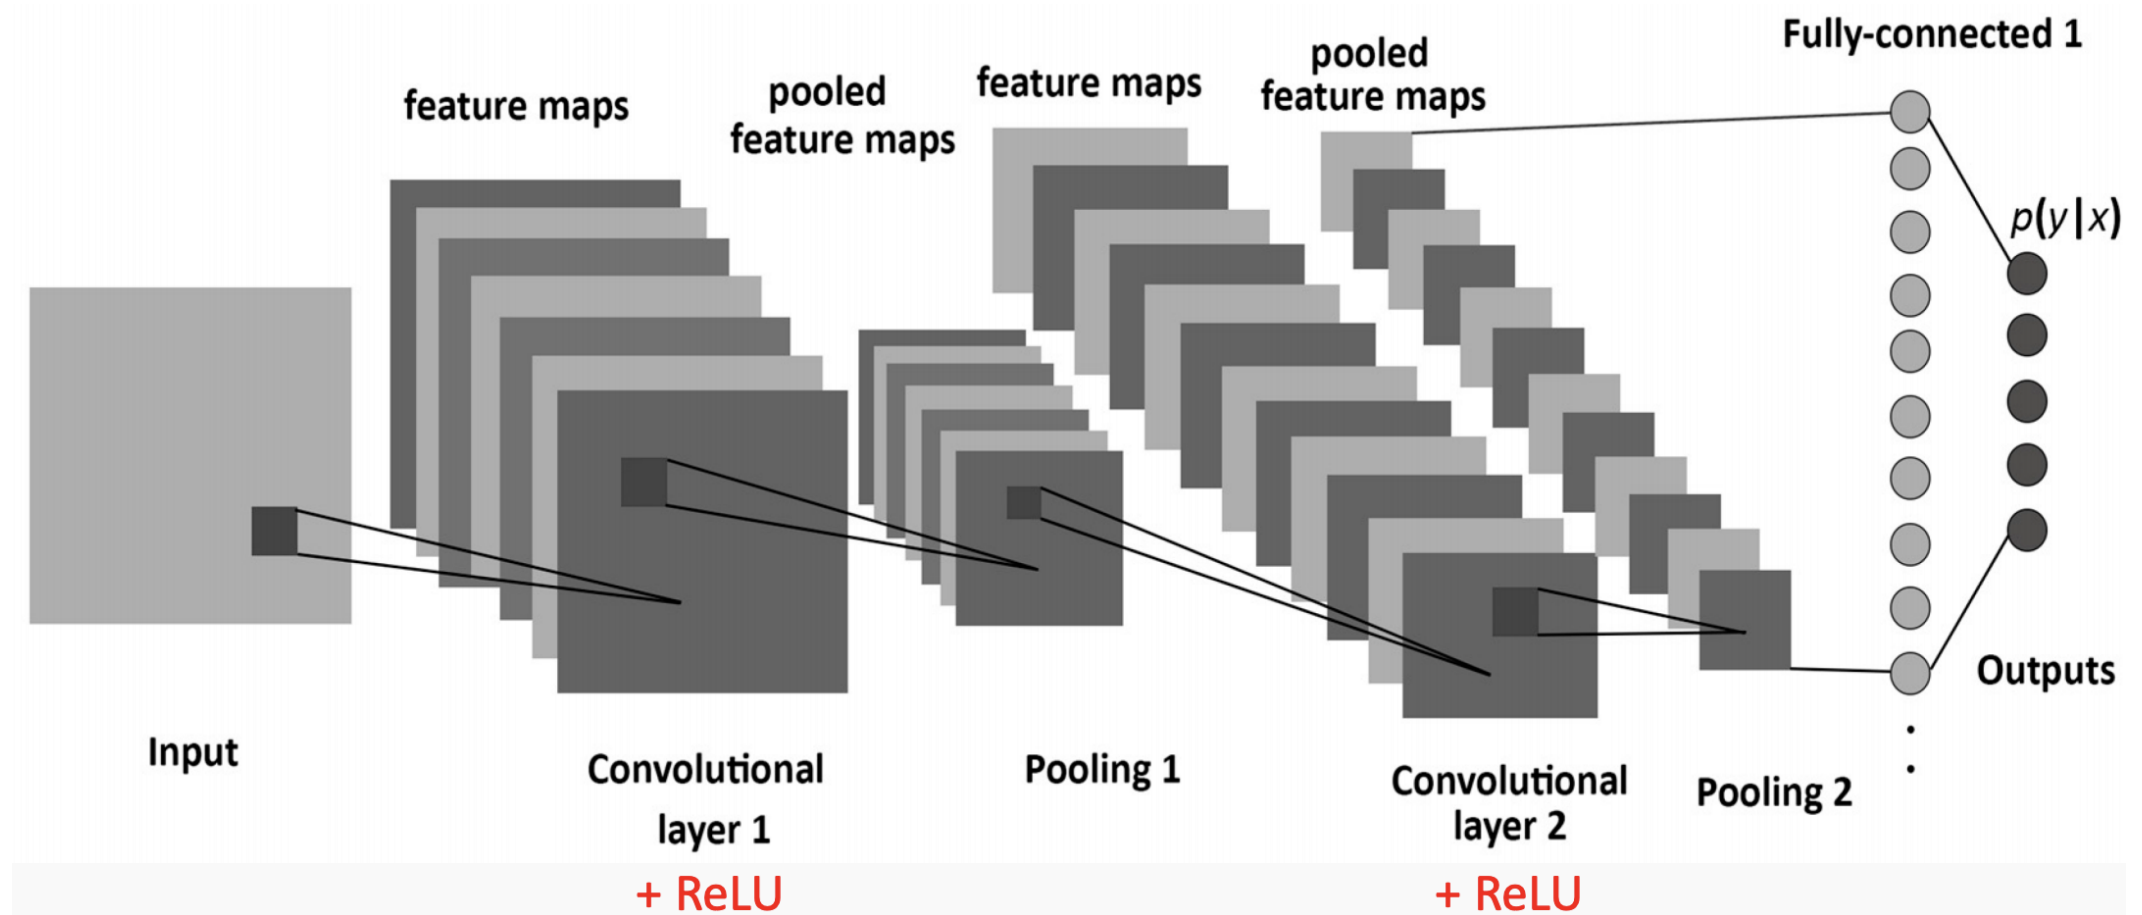 Fully-connected 1
pooled
feature maps
feature maps
pooled
feature maps
feature maps
p(y|x)
Outputs
Input
Convolutional
layer 1
Pooling 1
Convolutional
layer 2
Pooling 2
+ ReLU
+ ReLU